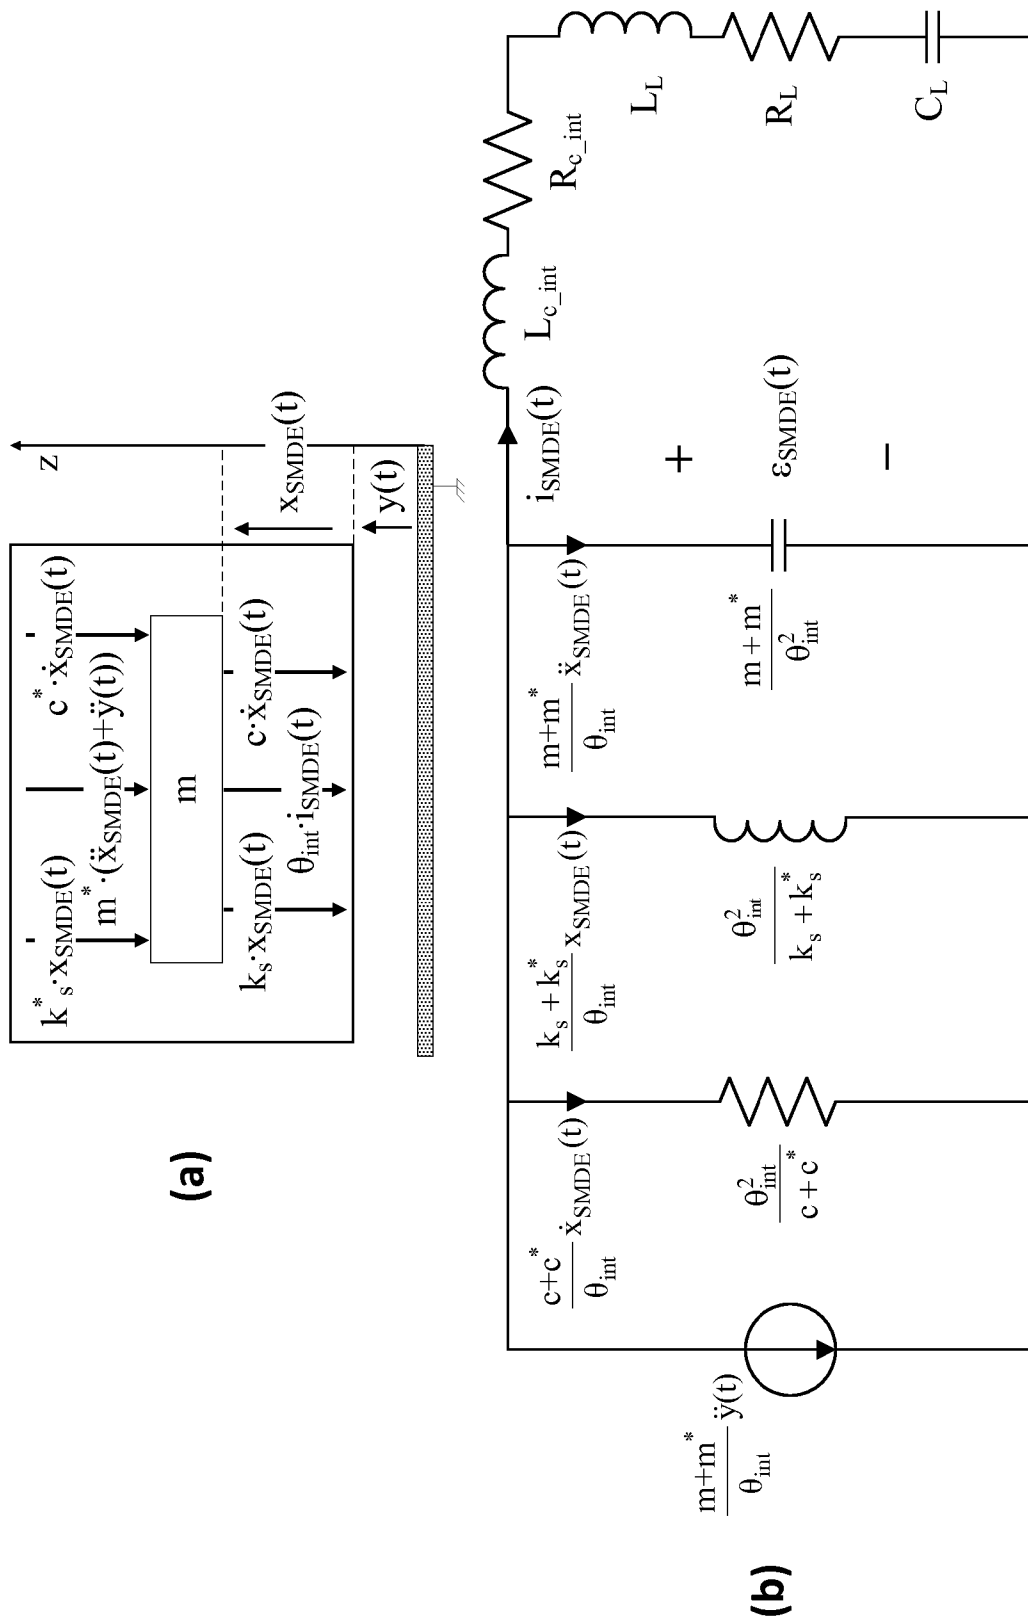 (a)
k*s·xSMDE(t)
m*·(ẍSMDE(t)+ÿ(t))
c*·ẋSMDE(t)
m
ks·xSMDE(t)
θint·iSMDE(t)
c·ẋSMDE(t)
z
xSMDE(t)
y(t)
(b)
m+m*/θint ÿ(t)
c+c*/θint ẋSMDE(t)
θ²int/c+c*
ks+k*s/θint xSMDE(t)
θ²int/ks+k*s
m+m*/θint ẍSMDE(t)
m+m*/θ²int
iSMDE(t)
+
εSMDE(t)
−
Lc_int
Rc_int
LL
RL
CL